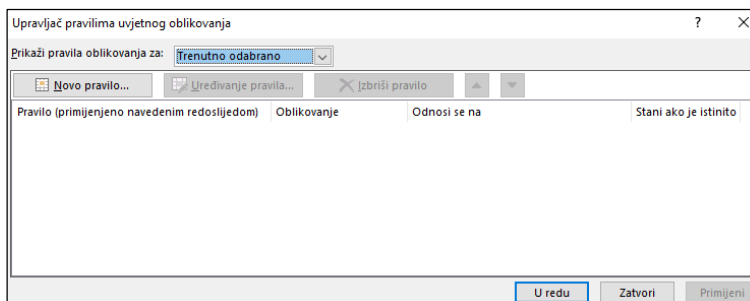 Upravljač pravilima uvjetnog oblikovanja ? X
Prikaži pravila oblikovanja za: Trenutno odabrano
Novo pravilo... Uređivanje pravila... Izbriši pravilo
Pravilo (primijenjeno navedenim redoslijedom) Oblikovanje Odnosi se na Stani ako je istinito
U redu Zatvori Primijeni